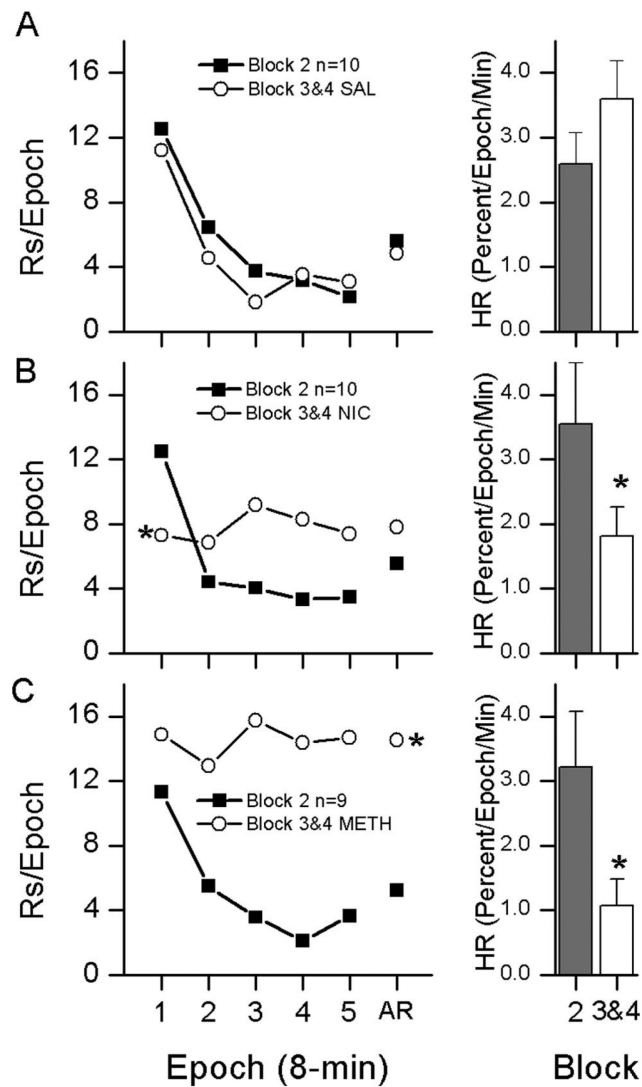 A
Rs/Epoch
16
12
8
4
0
Block 2 n=10
Block 3&4 SAL
HR (Percent/Epoch/Min)
4.0
3.0
2.0
1.0
0.0
B
Rs/Epoch
16
12
8
4
0
Block 2 n=10
Block 3&4 NIC
*
HR (Percent/Epoch/Min)
4.0
3.0
2.0
1.0
0.0
*
C
Rs/Epoch
16
12
8
4
0
Block 2 n=9
Block 3&4 METH
*
1 2 3 4 5 AR
Epoch (8-min)
HR (Percent/Epoch/Min)
4.0
3.0
2.0
1.0
0.0
*
2 3&4
Block